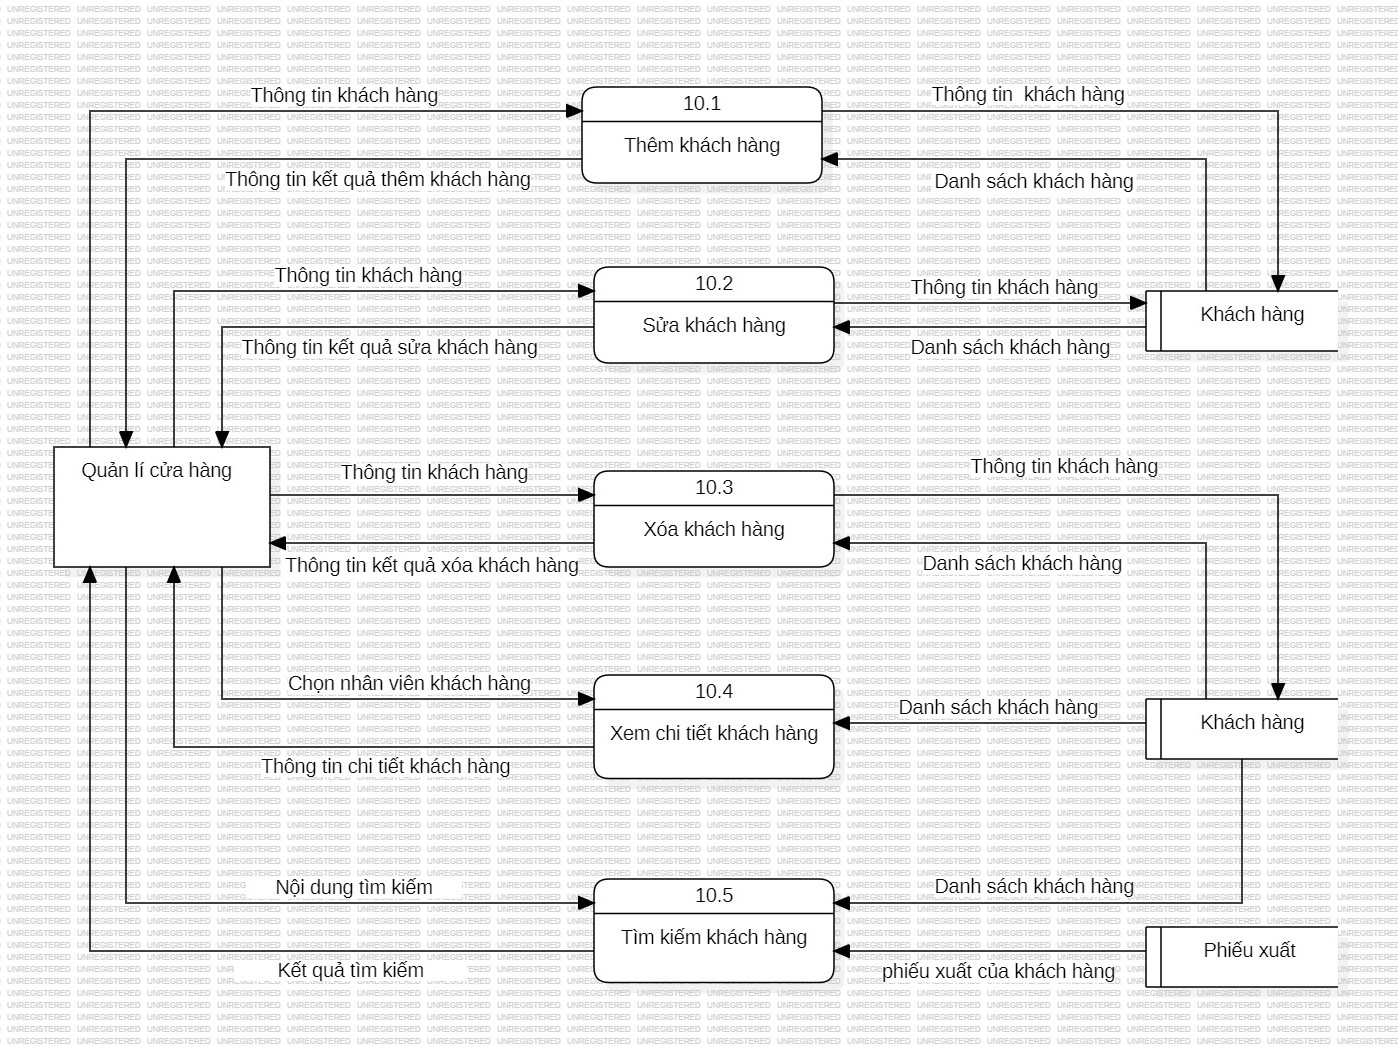 Thông tin khách hàng
10.1
Thông tin  khách hàng
Thêm khách hàng
Thông tin kết quả thêm khách hàng
Danh sách khách hàng
Thông tin khách hàng
10.2
Thông tin khách hàng
Sửa khách hàng
Khách hàng
Thông tin kết quả sửa khách hàng
Danh sách khách hàng
Quản lí cửa hàng
Thông tin khách hàng
10.3
Thông tin khách hàng
Xóa khách hàng
Thông tin kết quả xóa khách hàng
Danh sách khách hàng
Chọn nhân viên khách hàng
10.4
Danh sách khách hàng
Khách hàng
Xem chi tiết khách hàng
Thông tin chi tiết khách hàng
Nội dung tìm kiếm
10.5
Danh sách khách hàng
Tìm kiếm khách hàng
Phiếu xuất
Kết quả tìm kiếm
phiếu xuất của khách hàng
UNREGISTERED